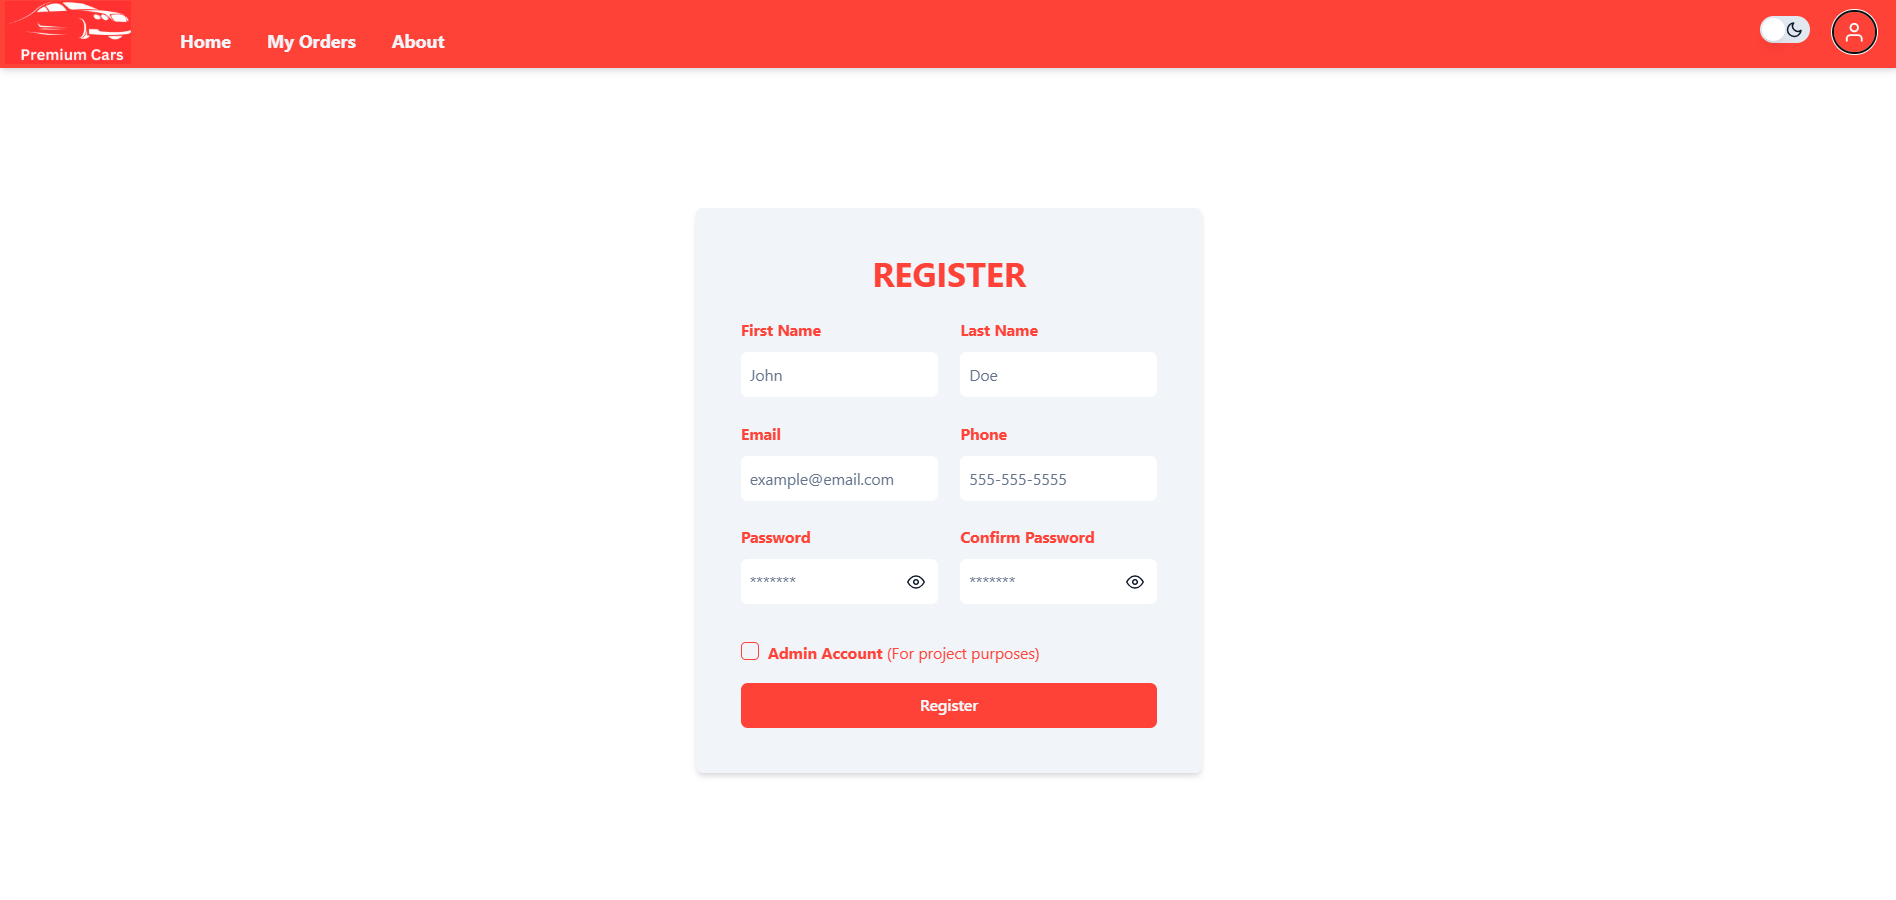 Premium Cars
Home My Orders About
REGISTER
First Name Last Name
John Doe
Email Phone
example@email.com 555-555-5555
Password Confirm Password
******* *******
Admin Account (For project purposes)
Register